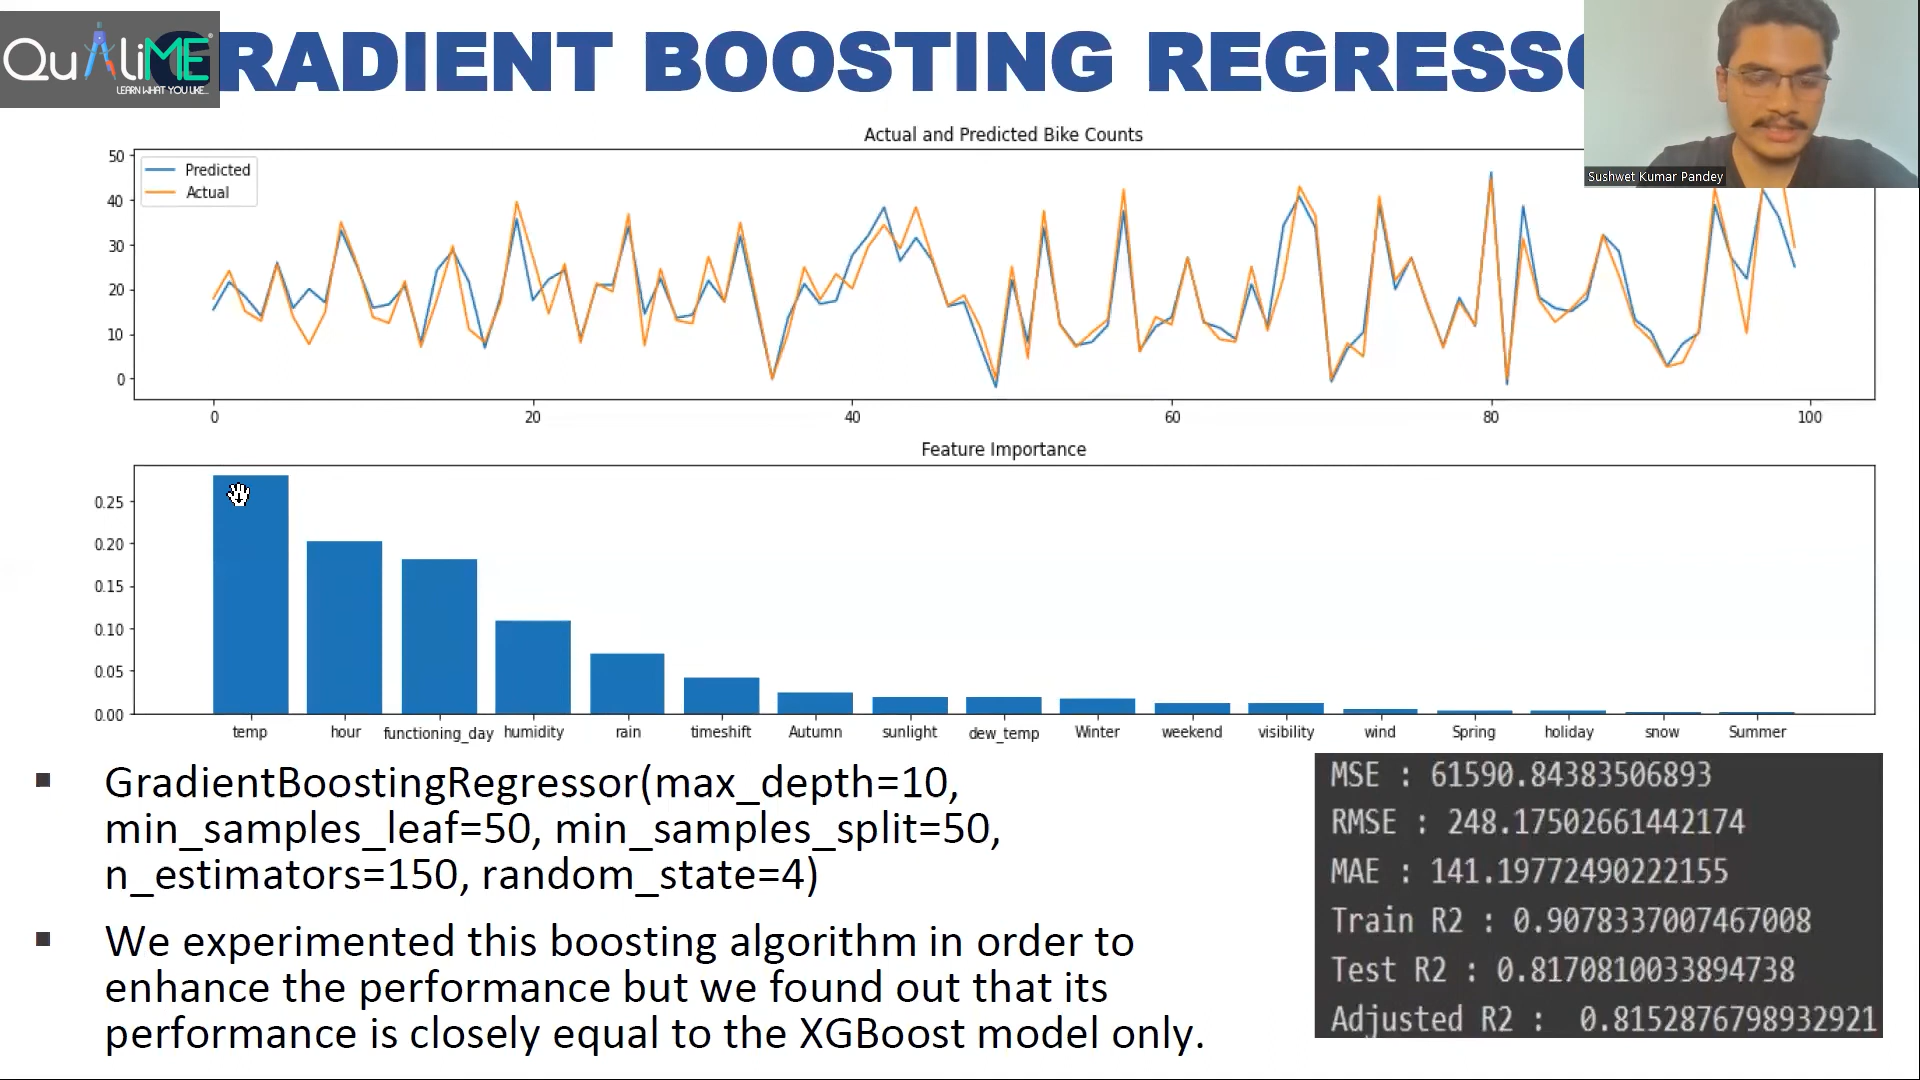 QuAliME
LEARN WHAT YOU LIKE...
GRADIENT BOOSTING REGRESSO
Sushwet Kumar Pandey
Actual and Predicted Bike Counts
Predicted
Actual
50
40
30
20
10
0
0 20 40 60 80 100
Feature Importance
0.25
0.20
0.15
0.10
0.05
0.00
temp hour functioning_day humidity rain timeshift Autumn sunlight dew_temp Winter weekend visibility wind Spring holiday snow Summer
▪ GradientBoostingRegressor(max_depth=10,
min_samples_leaf=50, min_samples_split=50,
n_estimators=150, random_state=4)
▪ We experimented this boosting algorithm in order to
enhance the performance but we found out that its
performance is closely equal to the XGBoost model only.
MSE : 61590.84383506893
RMSE : 248.17502661442174
MAE : 141.19772490222155
Train R2 : 0.9078337007467008
Test R2 : 0.8170810033894738
Adjusted R2 : 0.8152876798932921